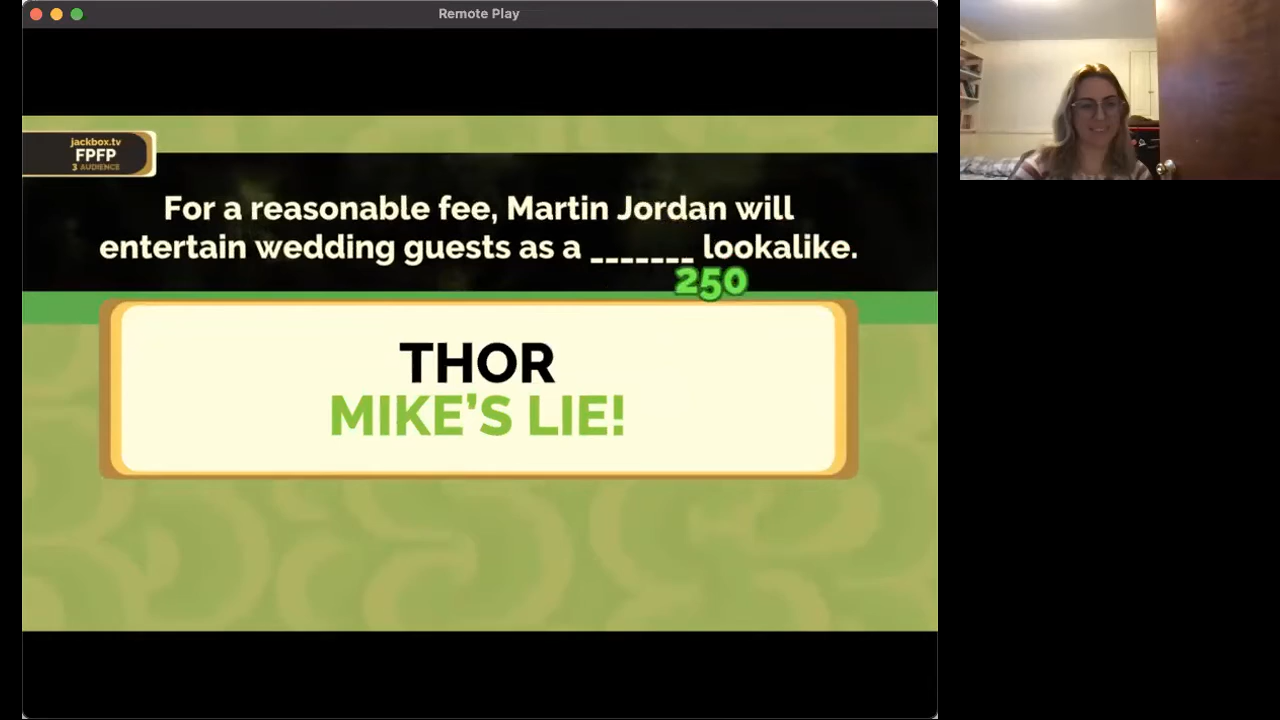 Remote Play
jackbox.tv
FPFP
3 AUDIENCE
For a reasonable fee, Martin Jordan will
entertain wedding guests as a _______ lookalike.
250
THOR
MIKE'S LIE!